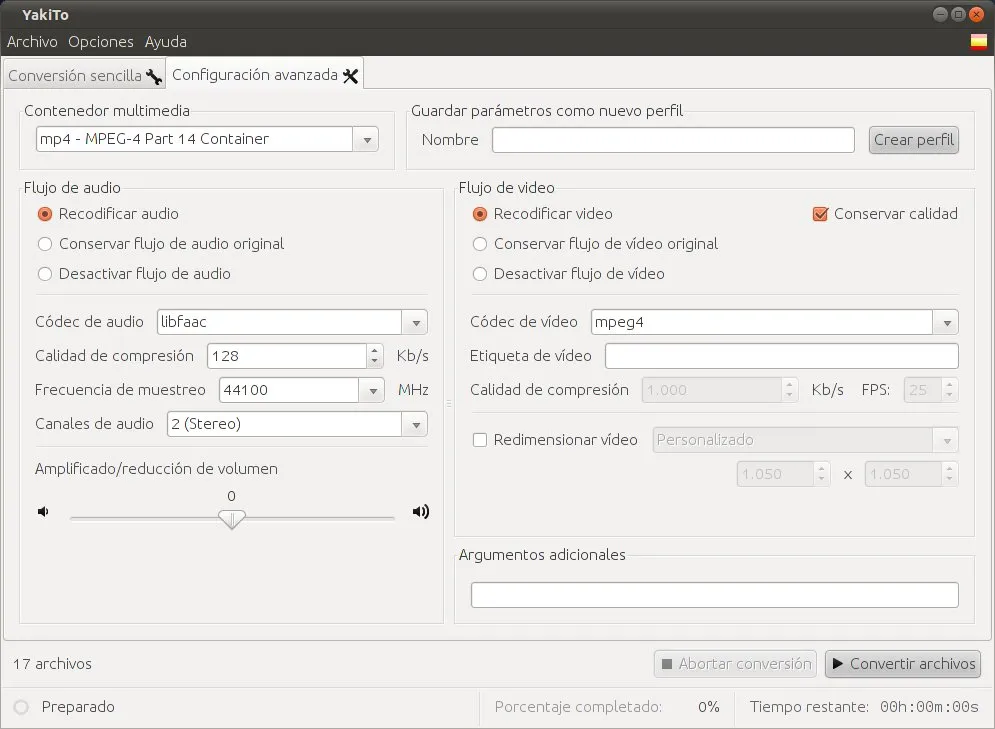 YakiTo
Archivo Opciones Ayuda
Conversión sencilla Configuración avanzada
Contenedor multimedia
mp4 - MPEG-4 Part 14 Container
Guardar parámetros como nuevo perfil
Nombre Crear perfil
Flujo de audio
Recodificar audio
Conservar flujo de audio original
Desactivar flujo de audio
Códec de audio libfaac
Calidad de compresión 128 Kb/s
Frecuencia de muestreo 44100 MHz
Canales de audio 2 (Stereo)
Amplificado/reducción de volumen
0
Flujo de video
Recodificar video Conservar calidad
Conservar flujo de vídeo original
Desactivar flujo de vídeo
Códec de vídeo mpeg4
Etiqueta de vídeo
Calidad de compresión 1.000 Kb/s FPS: 25
Redimensionar vídeo Personalizado
1.050 x 1.050
Argumentos adicionales
17 archivos Abortar conversión Convertir archivos
Preparado Porcentaje completado: 0% Tiempo restante: 00h:00m:00s